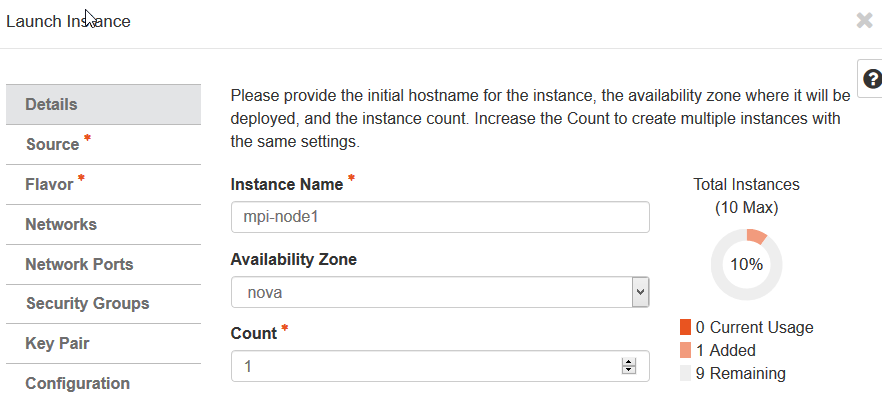 Launch Instance
Details
Source *
Flavor *
Networks
Network Ports
Security Groups
Key Pair
Configuration
Please provide the initial hostname for the instance, the availability zone where it will be
deployed, and the instance count. Increase the Count to create multiple instances with
the same settings.
Instance Name *
mpi-node1
Availability Zone
nova
Count *
1
Total Instances
(10 Max)
10%
0 Current Usage
1 Added
9 Remaining